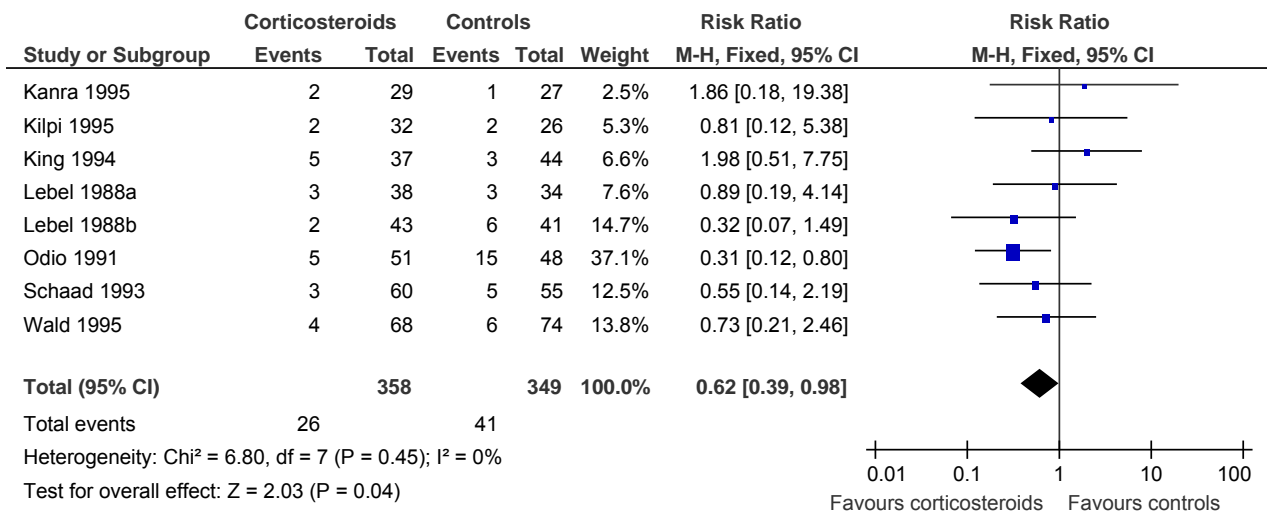 Corticosteroids Controls Risk Ratio Risk Ratio
Study or Subgroup Events Total Events Total Weight M-H, Fixed, 95% CI M-H, Fixed, 95% CI
Kanra 1995 2 29 1 27 2.5% 1.86 [0.18, 19.38]
Kilpi 1995 2 32 2 26 5.3% 0.81 [0.12, 5.38]
King 1994 5 37 3 44 6.6% 1.98 [0.51, 7.75]
Lebel 1988a 3 38 3 34 7.6% 0.89 [0.19, 4.14]
Lebel 1988b 2 43 6 41 14.7% 0.32 [0.07, 1.49]
Odio 1991 5 51 15 48 37.1% 0.31 [0.12, 0.80]
Schaad 1993 3 60 5 55 12.5% 0.55 [0.14, 2.19]
Wald 1995 4 68 6 74 13.8% 0.73 [0.21, 2.46]
Total (95% CI) 358 349 100.0% 0.62 [0.39, 0.98]
Total events 26 41
Heterogeneity: Chi² = 6.80, df = 7 (P = 0.45); I² = 0%
Test for overall effect: Z = 2.03 (P = 0.04)
0.01 0.1 1 10 100
Favours corticosteroids Favours controls